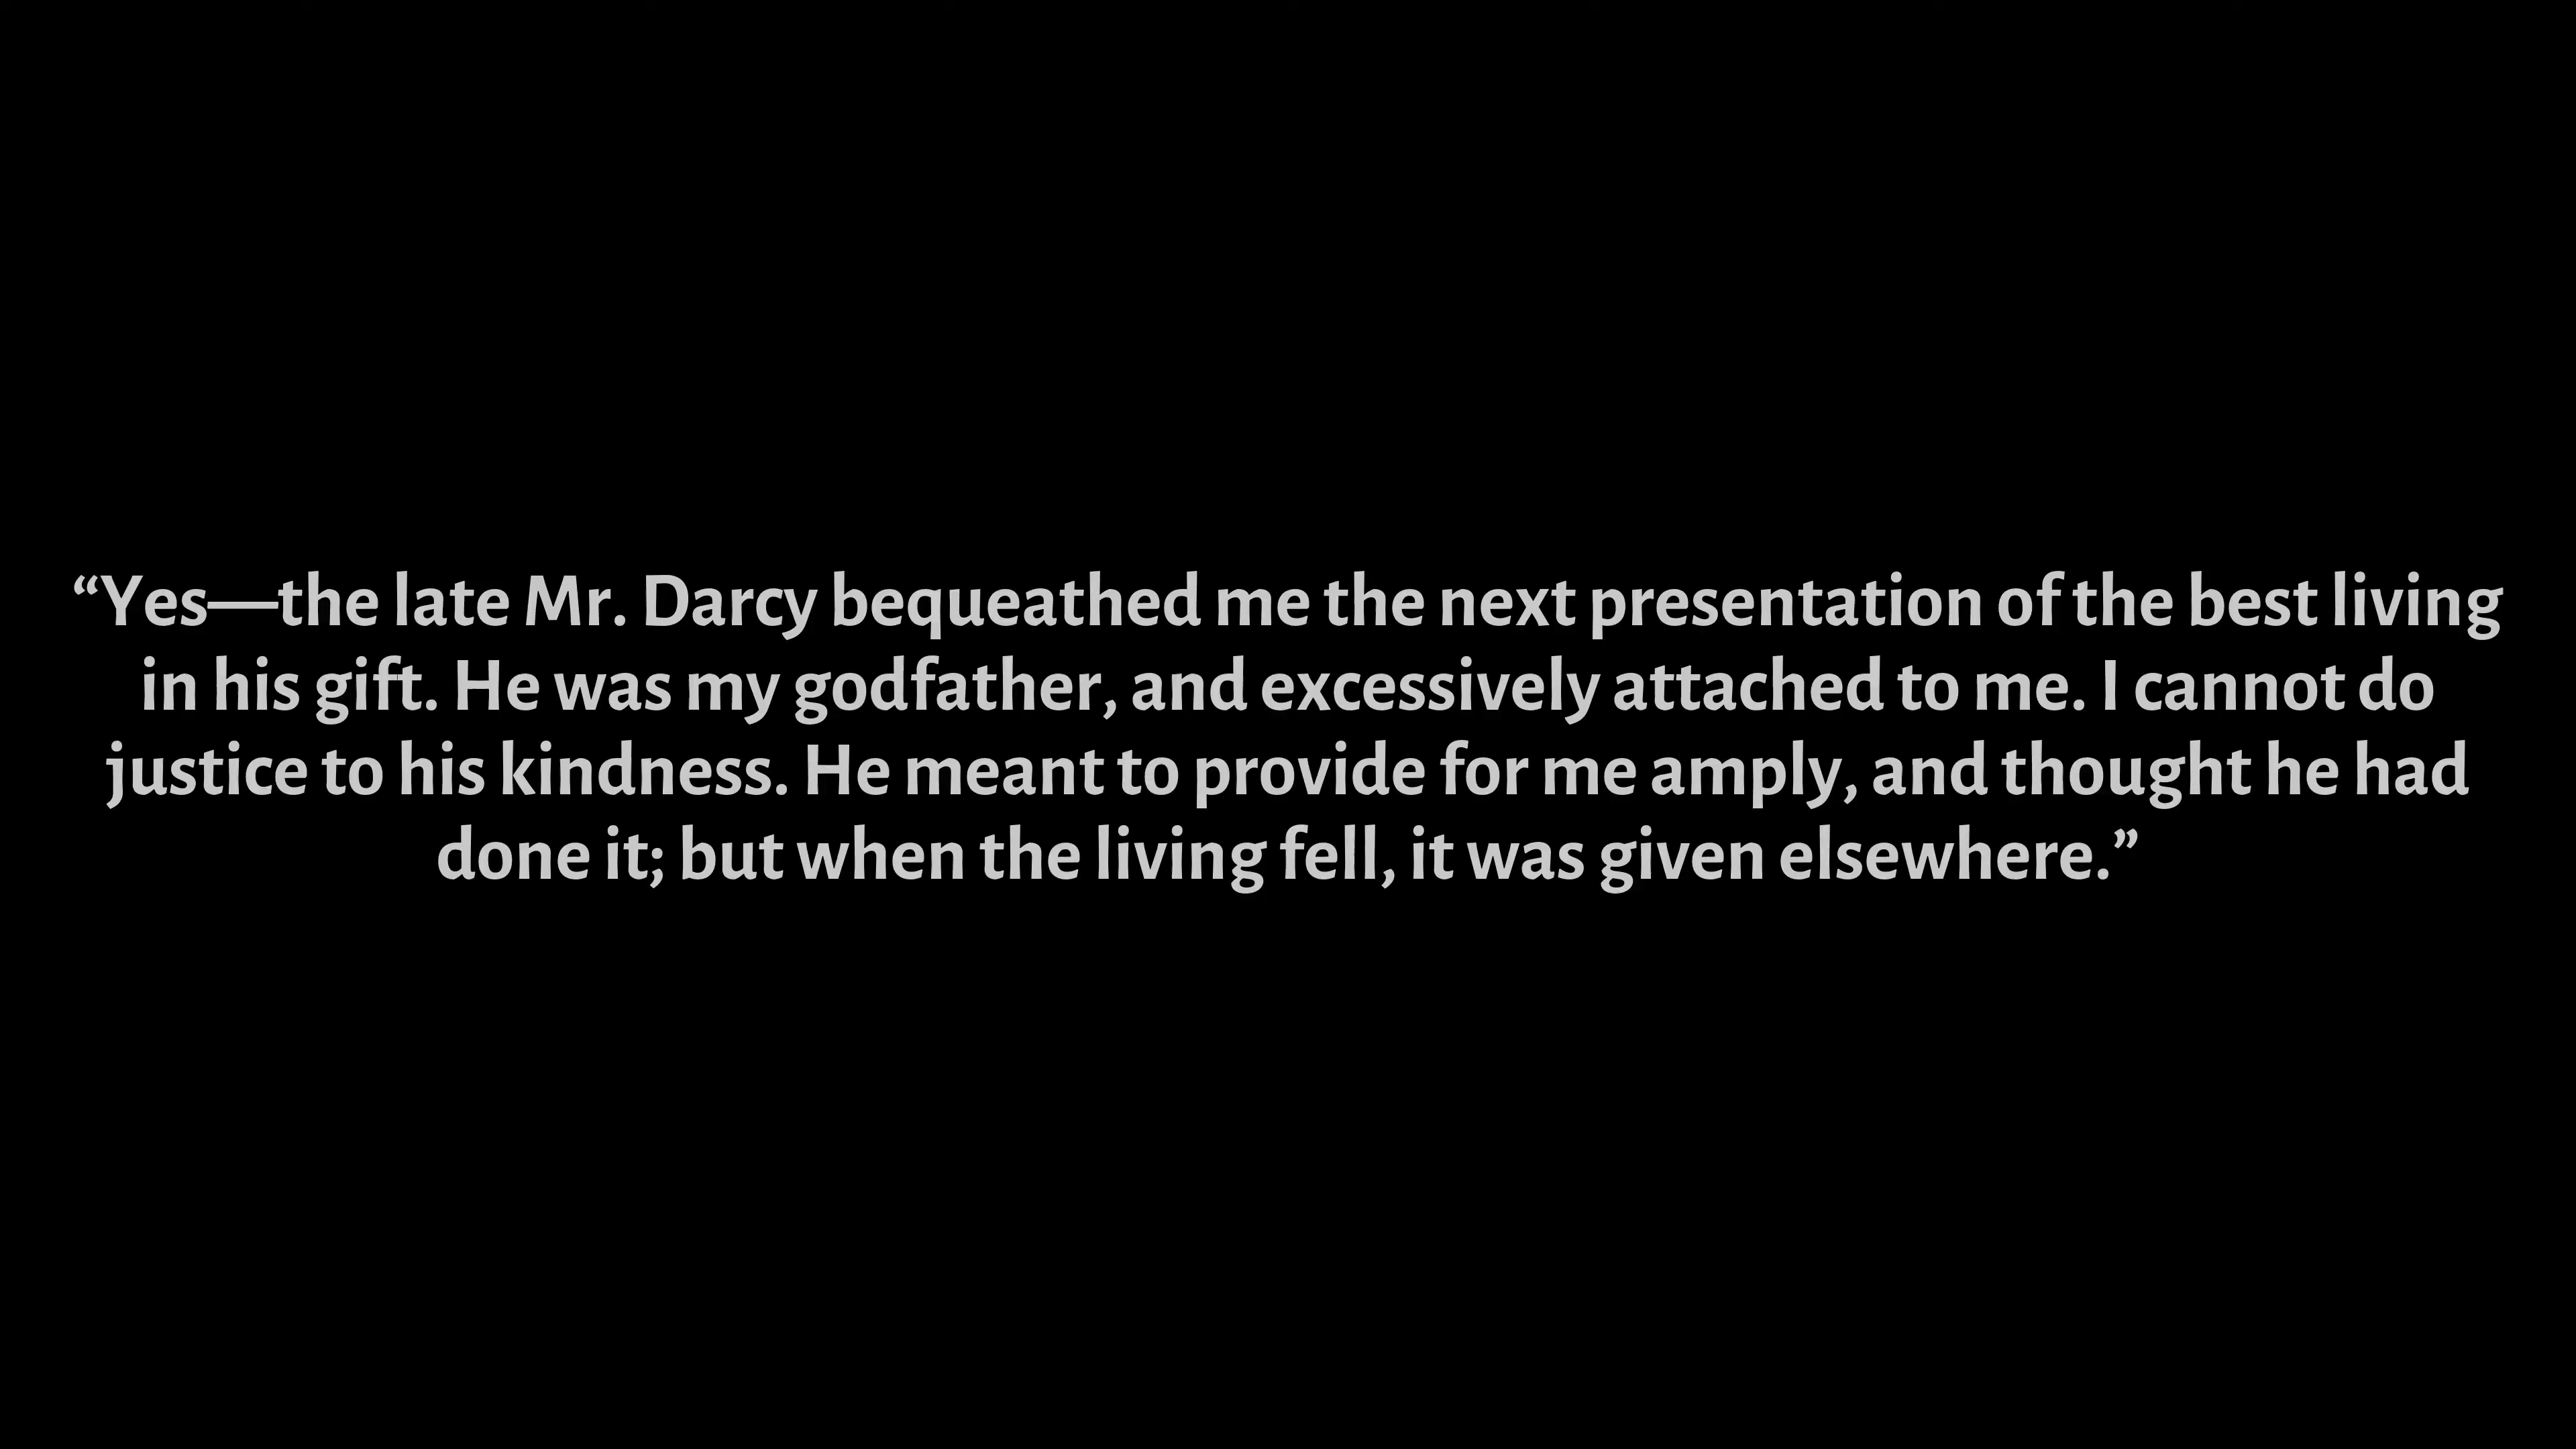 “Yes—the late Mr. Darcy bequeathed me the next presentation of the best living
in his gift. He was my godfather, and excessively attached to me. I cannot do
justice to his kindness. He meant to provide for me amply, and thought he had
done it; but when the living fell, it was given elsewhere.”